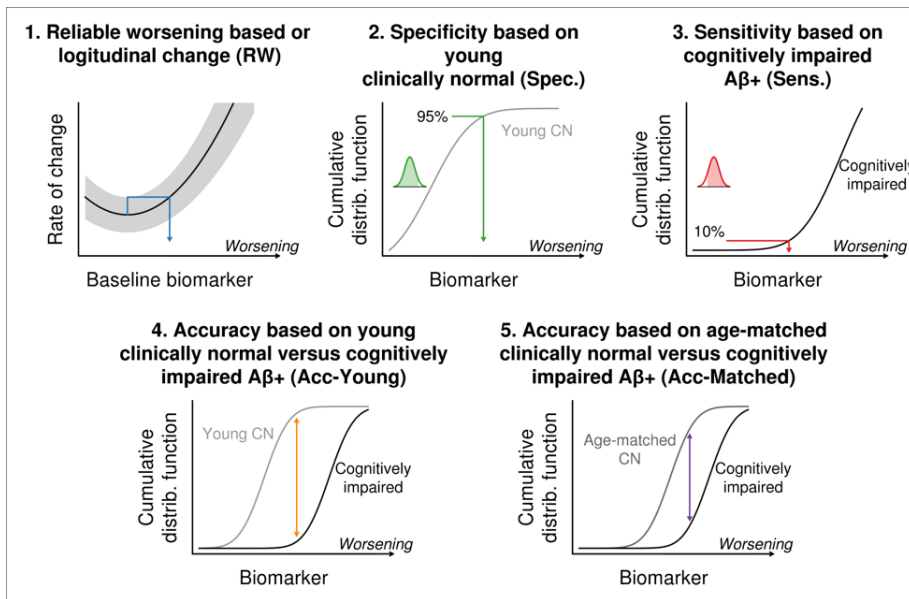 1. Reliable worsening based or
logitudinal change (RW)
Rate of change
Worsening
Baseline biomarker
2. Specificity based on
young
clinically normal (Spec.)
Cumulative
distrib. function
95%
Young CN
Worsening
Biomarker
3. Sensitivity based on
cognitively impaired
Aβ+ (Sens.)
Cumulative
distrib. function
10%
Cognitively
impaired
Worsening
Biomarker
4. Accuracy based on young
clinically normal versus cognitively
impaired Aβ+ (Acc-Young)
Cumulative
distrib. function
Young CN
Cognitively
impaired
Worsening
Biomarker
5. Accuracy based on age-matched
clinically normal versus cognitively
impaired Aβ+ (Acc-Matched)
Cumulative
distrib. function
Age-matched
CN
Cognitively
impaired
Worsening
Biomarker